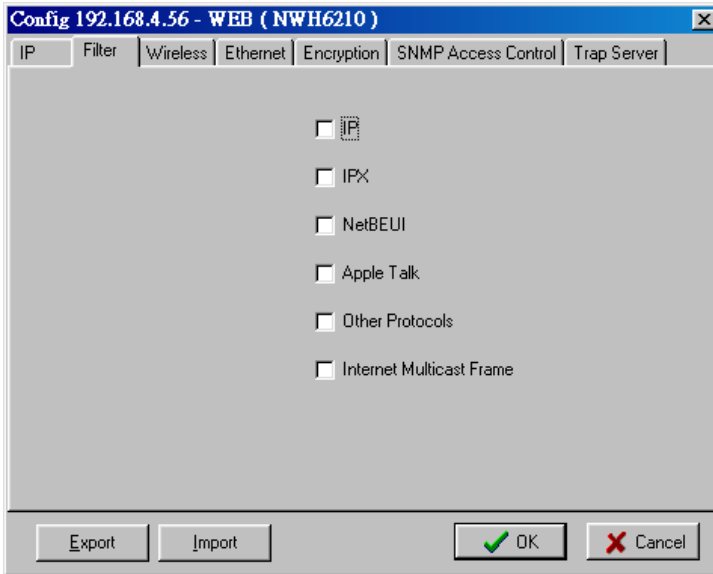 Config 192.168.4.56 - WEB ( NWH6210 )
IP Filter Wireless Ethernet Encryption SNMP Access Control Trap Server
IP
IPX
NetBEUI
Apple Talk
Other Protocols
Internet Multicast Frame
Export Import OK Cancel